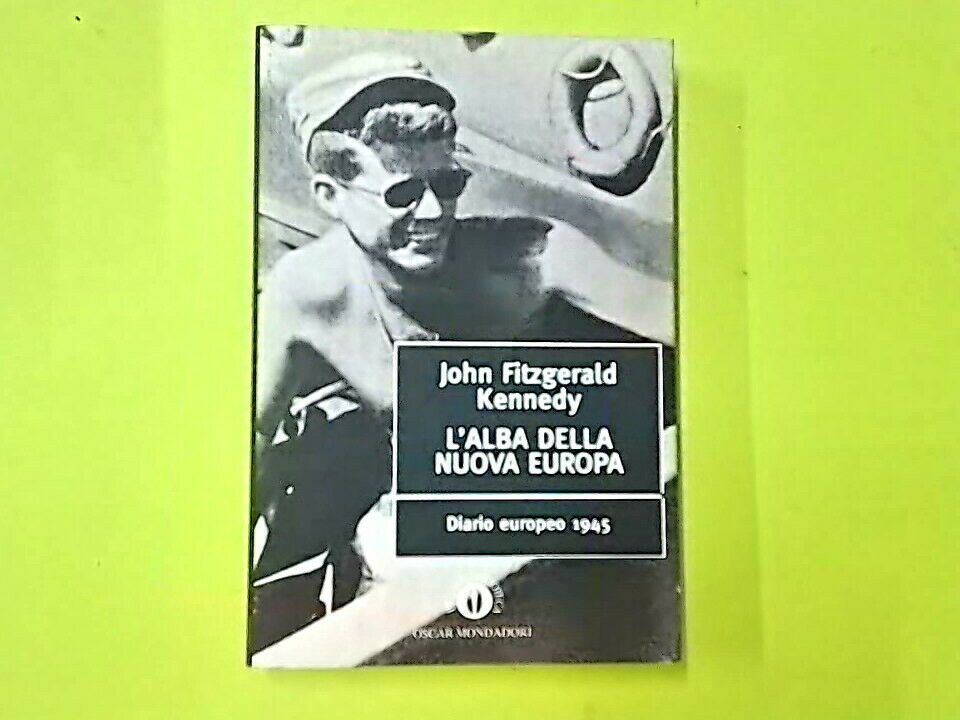 John Fitzgerald
Kennedy
L'ALBA DELLA
NUOVA EUROPA
Diario europeo 1945
OSCAR MONDADORI